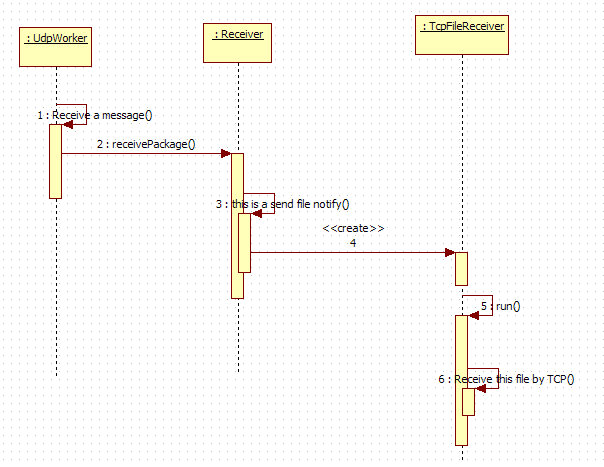 : UdpWorker
: Receiver
: TcpFileReceiver
1 : Receive a message()
2 : receivePackage()
3 : this is a send file notify()
<<create>>
4
5 : run()
6 : Receive this file by TCP()